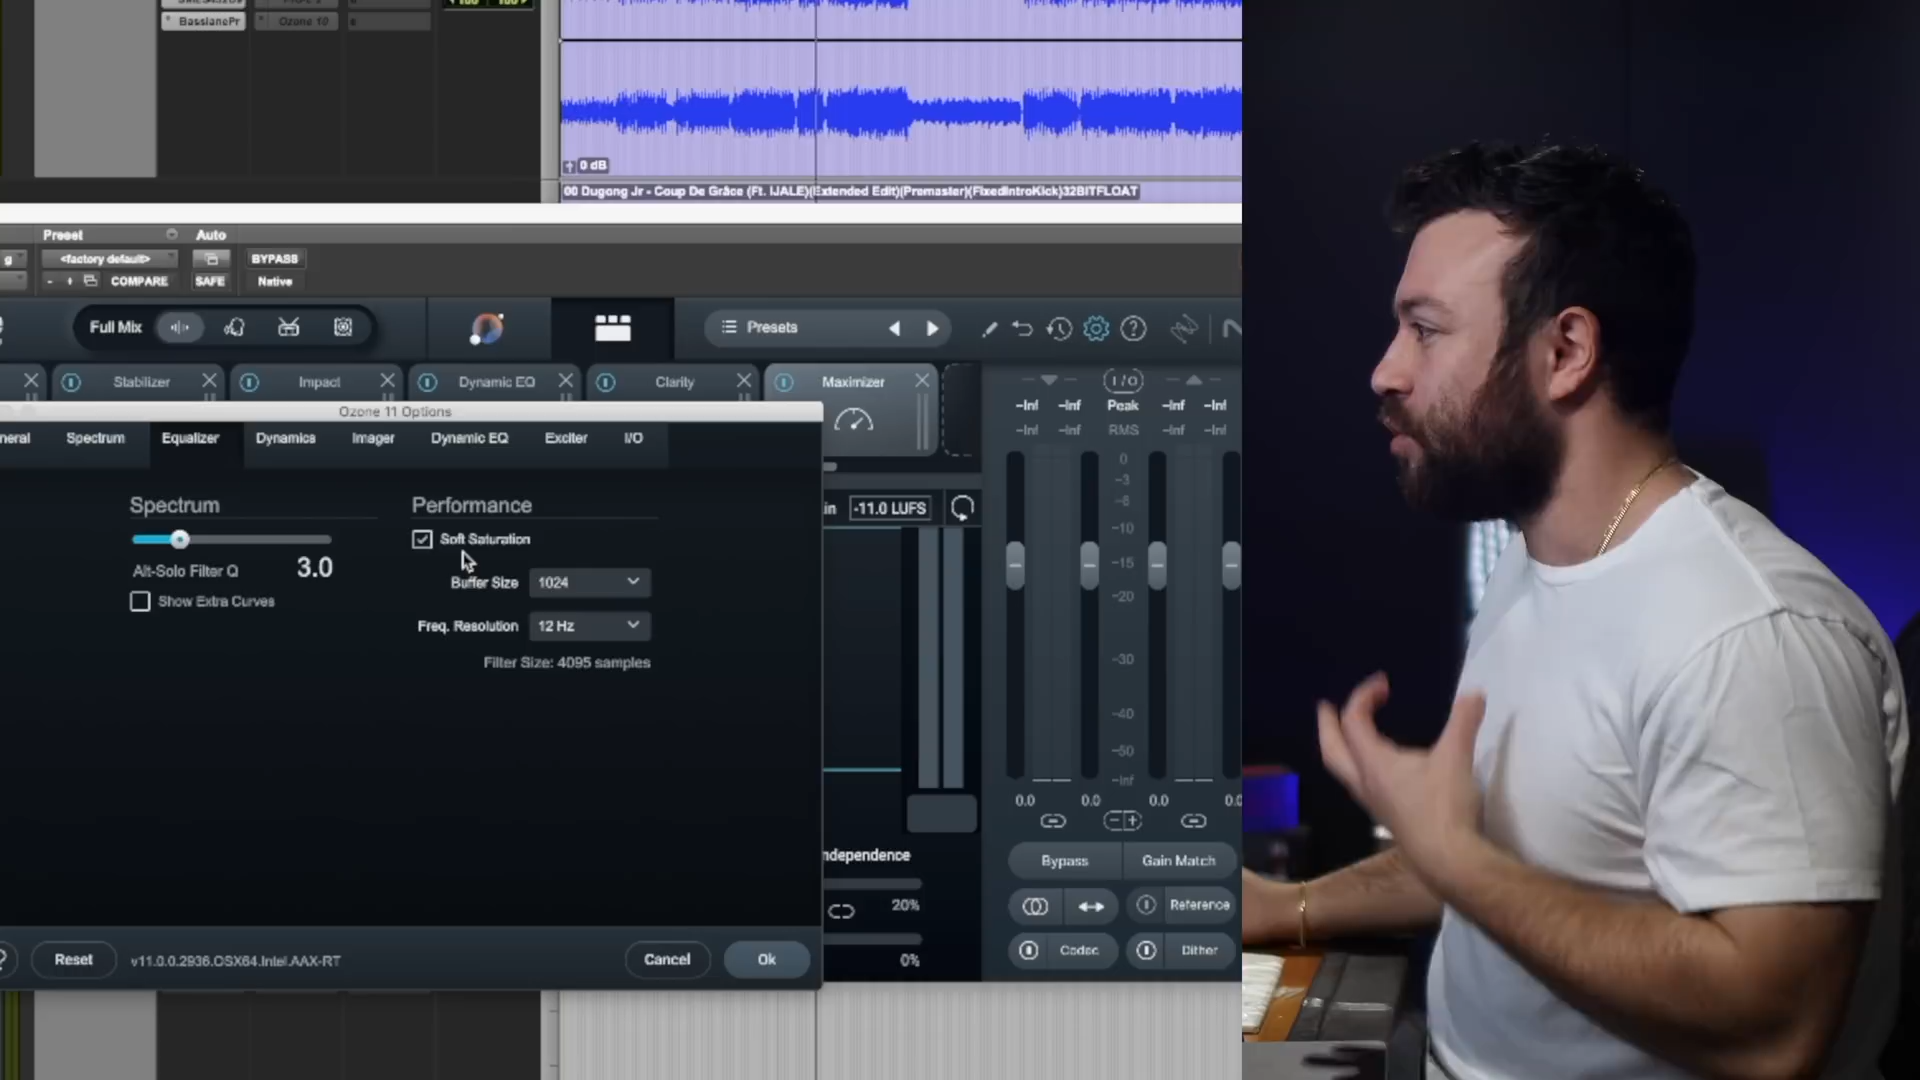 BasslanePr Ozone 10
0 dB
00 Dugong Jr - Coup De Grâce (Ft. IJALE)(Extended Edit)(Premaster)(FixedIntroKick)32BITFLOAT
Preset Auto
g <factory default> BYPASS
- + COMPARE SAFE Native
Full Mix Presets
Stabilizer Impact Dynamic EQ Clarity Maximizer
I/O
-Inf -Inf Peak -Inf -Inf
-Inf -Inf RMS -Inf -Inf
Ozone 11 Options
neral Spectrum Equalizer Dynamics Imager Dynamic EQ Exciter I/O
Spectrum Performance
in -11.0 LUFS
Soft Saturation
Alt-Solo Filter Q 3.0
Buffer Size 1024
Show Extra Curves
Freq. Resolution 12 Hz
Filter Size: 4095 samples
0
-3
-6
-10
-15
-20
-30
-40
-50
-Inf
0.0 0.0 0.0 0.0
ndependence
Bypass Gain Match
20% Reference
Codec Dither
0%
Reset v11.0.0.2936.OSX64.Intel.AAX-RT Cancel Ok